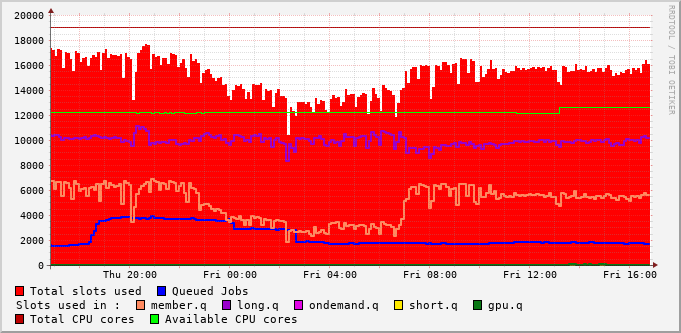 20000
18000
16000
14000
12000
10000
8000
6000
4000
2000
0
Thu 20:00 Fri 00:00 Fri 04:00 Fri 08:00 Fri 12:00 Fri 16:00
RRDTOOL / TOBI OETIKER
Total slots used Queued Jobs
Slots used in : member.q long.q ondemand.q short.q gpu.q
Total CPU cores Available CPU cores